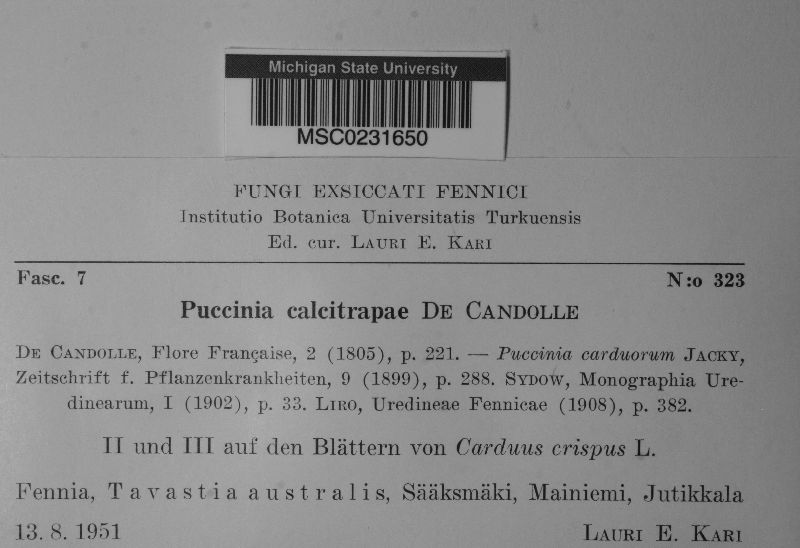 Michigan State University
MSC0231650
FUNGI EXSICCATI FENNICI
Institutio Botanica Universitatis Turkuensis
Ed. cur. LAURI E. KARI
Fasc. 7 N:o 323
Puccinia calcitrapae DE CANDOLLE
DE CANDOLLE, Flore Française, 2 (1805), p. 221. — Puccinia carduorum JACKY,
Zeitschrift f. Pflanzenkrankheiten, 9 (1899), p. 288. SYDOW, Monographia Ure-
dinearum, I (1902), p. 33. LIRO, Uredineae Fennicae (1908), p. 382.
II und III auf den Blättern von Carduus crispus L.
Fennia, Tavastia australis, Sääksmäki, Mainiemi, Jutikkala
13. 8. 1951 LAURI E. KARI